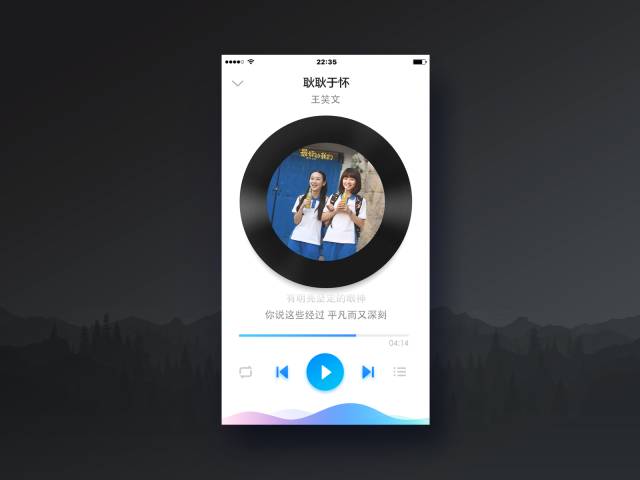 22:35
耿耿于怀
王笑文
最好的我们
有明亮坚定的眼神
你说这些经过 平凡而又深刻
04:14